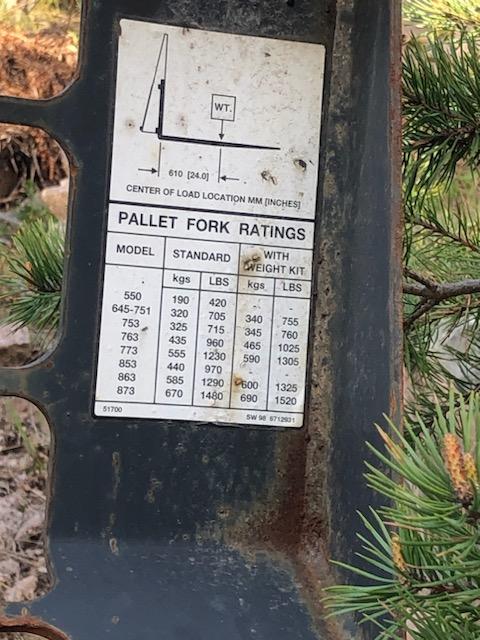 WT.
610 [24.0]
CENTER OF LOAD LOCATION MM [INCHES]
PALLET FORK RATINGS
MODEL STANDARD WITH WEIGHT KIT
kgs LBS kgs LBS
550 190 420 - -
645-751 320 705 340 755
753 325 715 345 760
763 435 960 465 1025
773 555 1230 590 1305
853 440 970 - -
863 585 1290 600 1325
873 670 1480 690 1520
51700 SW 98 6712931